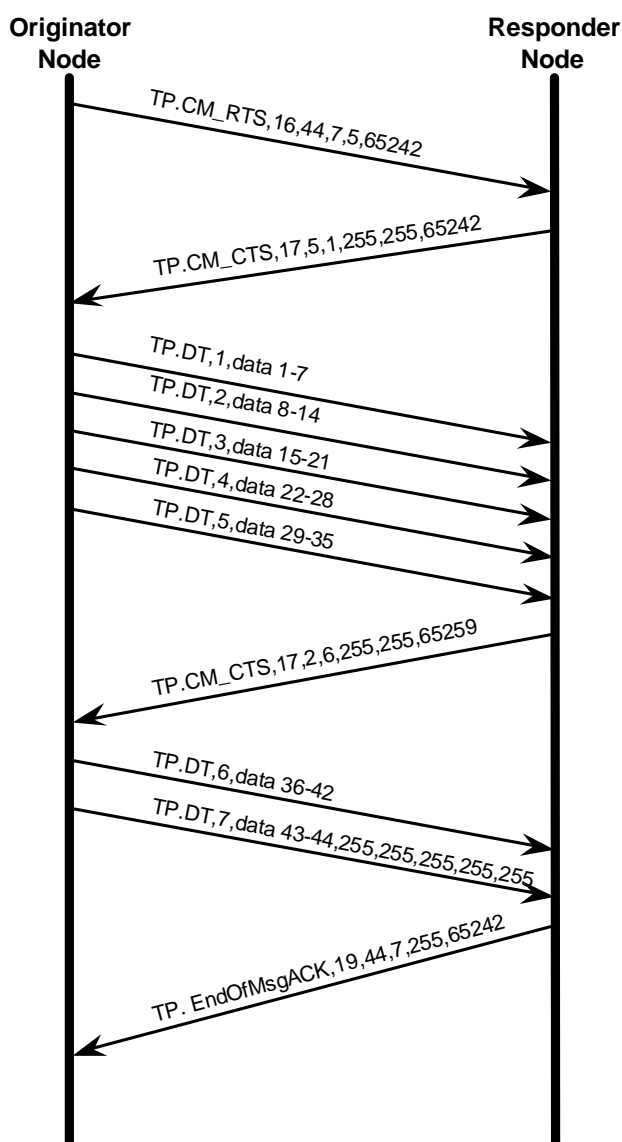 Originator
Node
Responder
Node
TP.CM_RTS,16,44,7,5,65242
TP.CM_CTS,17,5,1,255,255,65242
TP.DT,1,data 1-7
TP.DT,2,data 8-14
TP.DT,3,data 15-21
TP.DT,4,data 22-28
TP.DT,5,data 29-35
TP.CM_CTS,17,2,6,255,255,65259
TP.DT,6,data 36-42
TP.DT,7,data 43-44,255,255,255,255,255
TP. EndOfMsgACK,19,44,7,255,65242